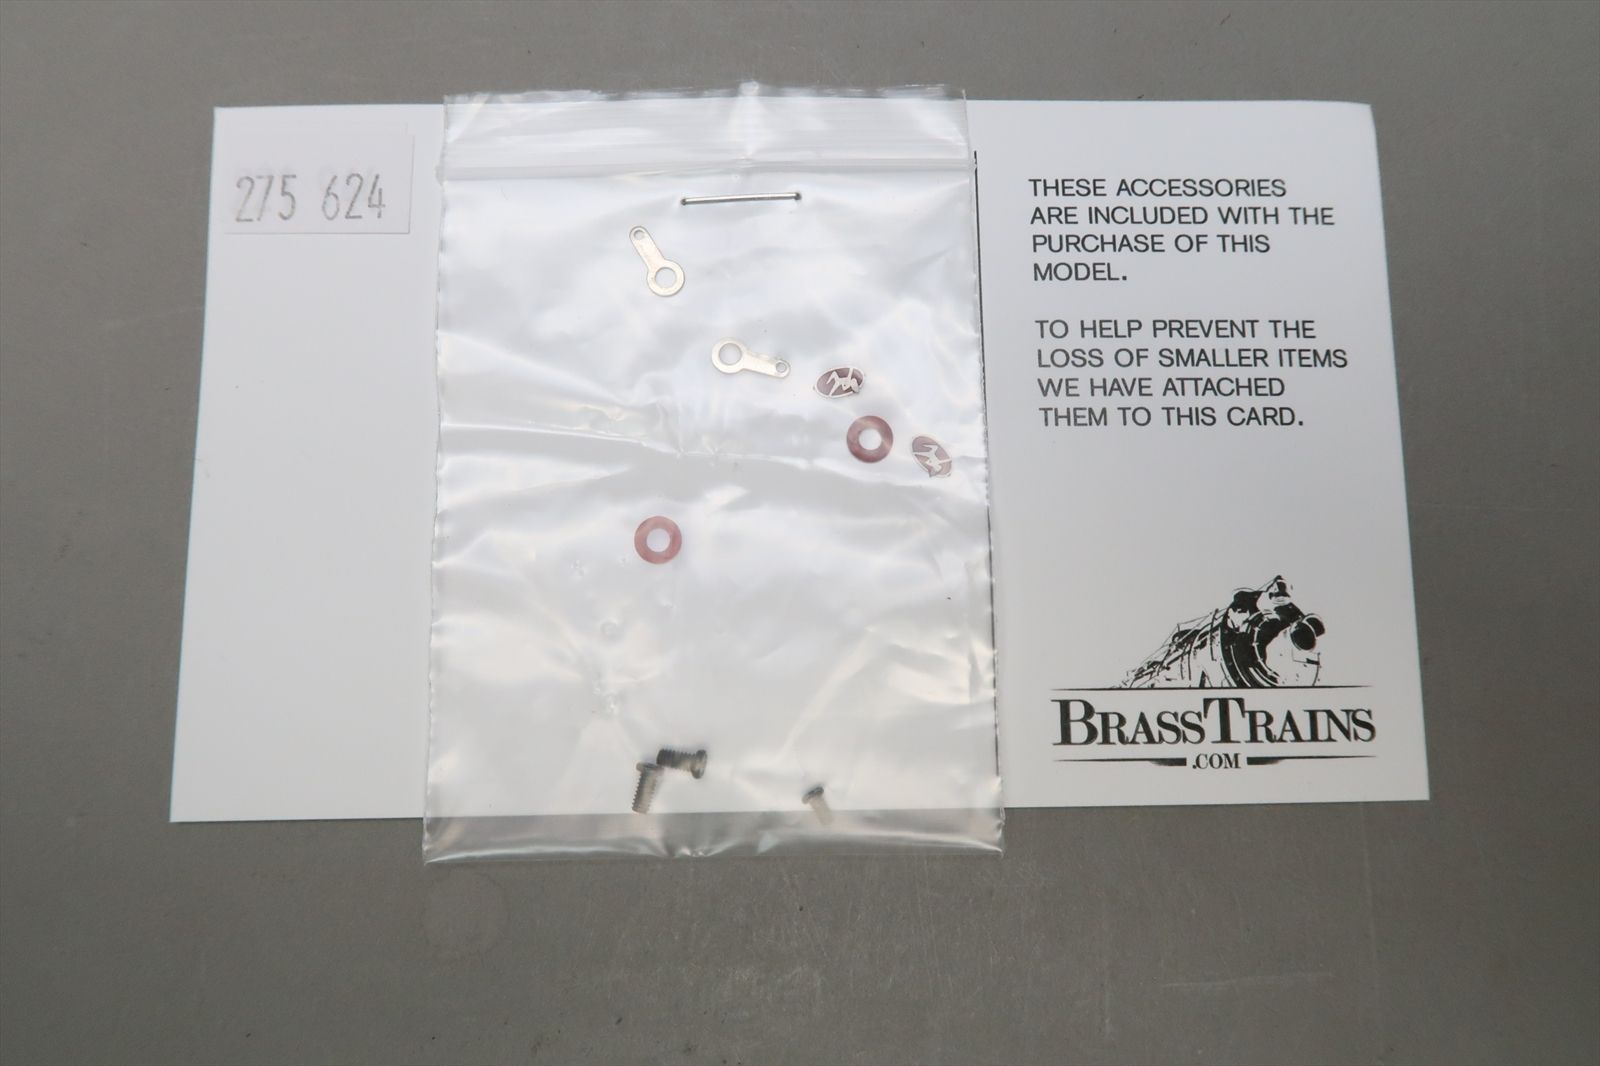 275 624
THESE ACCESSORIES
ARE INCLUDED WITH THE
PURCHASE OF THIS
MODEL.
TO HELP PREVENT THE
LOSS OF SMALLER ITEMS
WE HAVE ATTACHED
THEM TO THIS CARD.
BRASSTRAINS
.COM